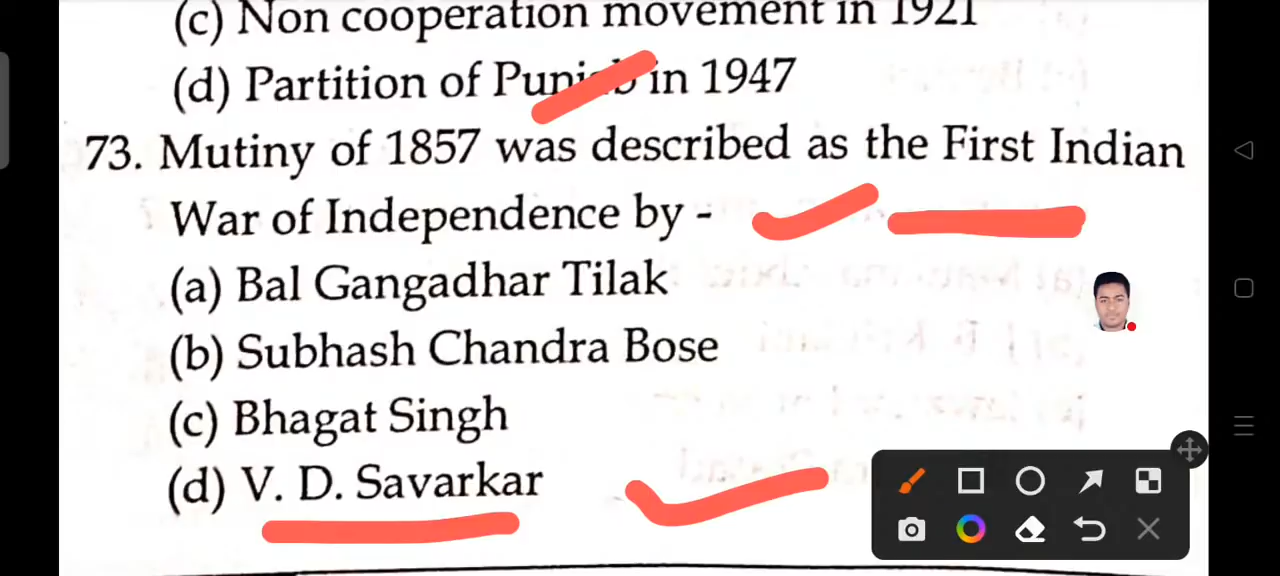 (c) Non cooperation movement in 1921
(d) Partition of Punjab in 1947
73. Mutiny of 1857 was described as the First Indian
War of Independence by -
(a) Bal Gangadhar Tilak
(b) Subhash Chandra Bose
(c) Bhagat Singh
(d) V. D. Savarkar